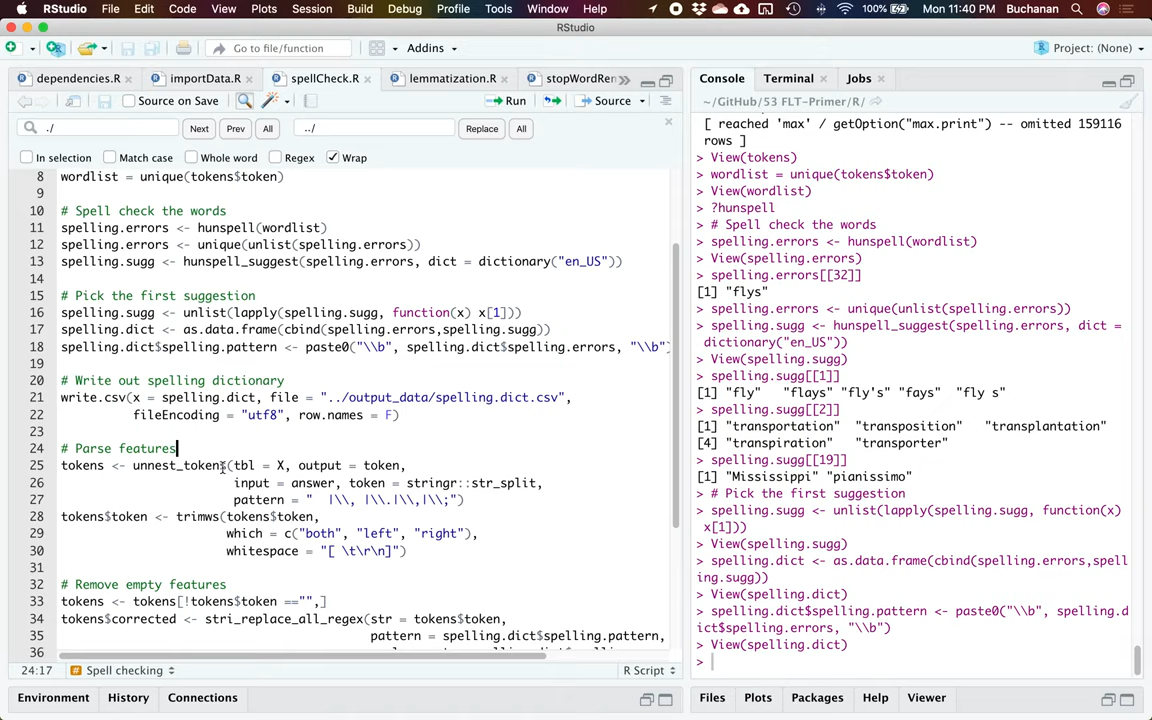 RStudio File Edit Code View Plots Session Build Debug Profile Tools Window Help 100% Mon 11:40 PM Buchanan
RStudio
Go to file/function Addins Project: (None)
dependencies.R importData.R spellCheck.R lemmatization.R stopWordRen
Source on Save Run Source
./ Next Prev All ../ Replace All
In selection Match case Whole word Regex Wrap
8 wordlist = unique(tokens$token)
9
10 # Spell check the words
11 spelling.errors <- hunspell(wordlist)
12 spelling.errors <- unique(unlist(spelling.errors))
13 spelling.sugg <- hunspell_suggest(spelling.errors, dict = dictionary("en_US"))
14
15 # Pick the first suggestion
16 spelling.sugg <- unlist(lapply(spelling.sugg, function(x) x[1]))
17 spelling.dict <- as.data.frame(cbind(spelling.errors,spelling.sugg))
18 spelling.dict$spelling.pattern <- paste0("\\b", spelling.dict$spelling.errors, "\\b")
19
20 # Write out spelling dictionary
21 write.csv(x = spelling.dict, file = "../output_data/spelling.dict.csv",
22 fileEncoding = "utf8", row.names = F)
23
24 # Parse features
25 tokens <- unnest_tokens(tbl = X, output = token,
26 input = answer, token = stringr::str_split,
27 pattern = "  |\\, |\\.|\\,|\\;")
28 tokens$token <- trimws(tokens$token,
29 which = c("both", "left", "right"),
30 whitespace = "[ \t\r\n]")
31
32 # Remove empty features
33 tokens <- tokens[!tokens$token =="",]
34 tokens$corrected <- stri_replace_all_regex(str = tokens$token,
35 pattern = spelling.dict$spelling.pattern,
36
24:17 Spell checking R Script
Environment History Connections
Console Terminal Jobs
~/GitHub/53 FLT-Primer/R/
[ reached 'max' / getOption("max.print") -- omitted 159116
rows ]
> View(tokens)
> wordlist = unique(tokens$token)
> View(wordlist)
> ?hunspell
> # Spell check the words
> spelling.errors <- hunspell(wordlist)
> View(spelling.errors)
> spelling.errors[[32]]
[1] "flys"
> spelling.errors <- unique(unlist(spelling.errors))
> spelling.sugg <- hunspell_suggest(spelling.errors, dict =
dictionary("en_US"))
> View(spelling.sugg)
> spelling.sugg[[1]]
[1] "fly" "flays" "fly's" "fays" "fly s"
> spelling.sugg[[2]]
[1] "transportation" "transposition" "transplantation"
[4] "transpiration" "transporter"
> spelling.sugg[[19]]
[1] "Mississippi" "pianissimo"
> # Pick the first suggestion
> spelling.sugg <- unlist(lapply(spelling.sugg, function(x)
x[1]))
> View(spelling.sugg)
> spelling.dict <- as.data.frame(cbind(spelling.errors,spell
ing.sugg))
> View(spelling.dict)
> spelling.dict$spelling.pattern <- paste0("\\b", spelling.d
ict$spelling.errors, "\\b")
> View(spelling.dict)
>
Files Plots Packages Help Viewer